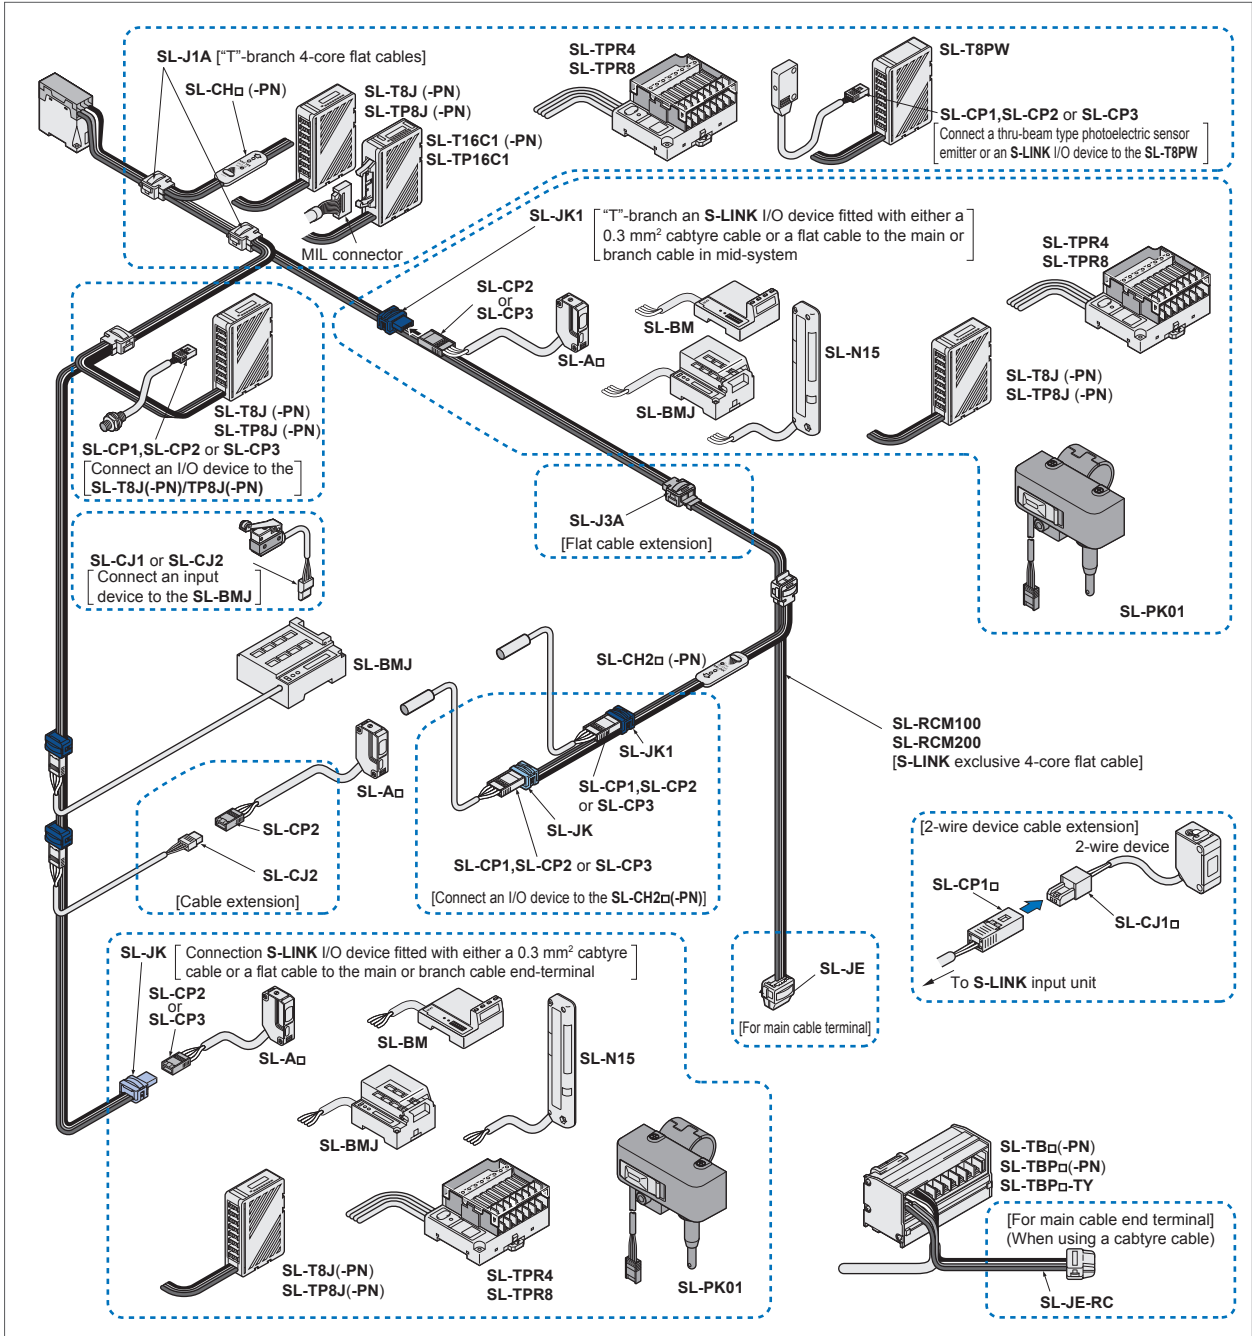 SL-J1A ["T"-branch 4-core flat cables]
SL-CH□ (-PN)
SL-T8J (-PN)
SL-TP8J (-PN)
SL-T16C1 (-PN)
SL-TP16C1
MIL connector
SL-TPR4
SL-TPR8
SL-T8PW
SL-CP1,SL-CP2 or SL-CP3
[Connect a thru-beam type photoelectric sensor
emitter or an S-LINK I/O device to the SL-T8PW]
SL-JK1 ["T"-branch an S-LINK I/O device fitted with either a
0.3 mm² cabtyre cable or a flat cable to the main or
branch cable in mid-system]
SL-CP2
or
SL-CP3
SL-A□
SL-BM
SL-BMJ
SL-N15
SL-TPR4
SL-TPR8
SL-T8J (-PN)
SL-TP8J (-PN)
SL-PK01
SL-T8J (-PN)
SL-TP8J (-PN)
SL-CP1,SL-CP2 or SL-CP3
[Connect an I/O device to the
SL-T8J(-PN)/TP8J(-PN)]
SL-J3A
[Flat cable extension]
SL-CJ1 or SL-CJ2
[Connect an input
device to the SL-BMJ]
SL-BMJ
SL-CH2□ (-PN)
SL-RCM100
SL-RCM200
[S-LINK exclusive 4-core flat cable]
SL-JK1
SL-CP1,SL-CP2
or SL-CP3
SL-JK
SL-CP1,SL-CP2 or SL-CP3
[Connect an I/O device to the SL-CH2□(-PN)]
SL-A□
SL-CP2
SL-CJ2
[Cable extension]
[2-wire device cable extension]
2-wire device
SL-CP1□
SL-CJ1□
To S-LINK input unit
SL-JK [Connection S-LINK I/O device fitted with either a 0.3 mm² cabtyre
cable or a flat cable to the main or branch cable end-terminal]
SL-CP2
or
SL-CP3
SL-A□
SL-BM
SL-BMJ
SL-N15
SL-T8J(-PN)
SL-TP8J(-PN)
SL-TPR4
SL-TPR8
SL-PK01
SL-JE
[For main cable terminal]
SL-TB□(-PN)
SL-TBP□(-PN)
SL-TBP□-TY
[For main cable end terminal]
(When using a cabtyre cable)
SL-JE-RC